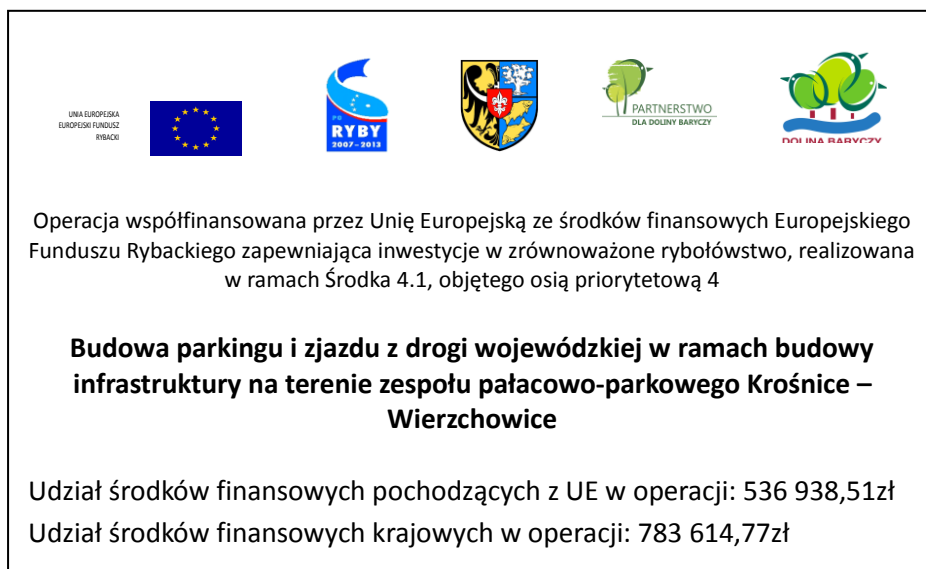 UNIA EUROPEJSKA
EUROPEJSKI FUNDUSZ
RYBACKI
PO
RYBY
2007-2013
PARTNERSTWO
DLA DOLINY BARYCZY
DOLINA BARYCZY
Operacja współfinansowana przez Unię Europejską ze środków finansowych Europejskiego
Funduszu Rybackiego zapewniająca inwestycje w zrównoważone rybołówstwo, realizowana
w ramach Środka 4.1, objętego osią priorytetową 4
Budowa parkingu i zjazdu z drogi wojewódzkiej w ramach budowy
infrastruktury na terenie zespołu pałacowo-parkowego Krośnice –
Wierzchowice
Udział środków finansowych pochodzących z UE w operacji: 536 938,51zł
Udział środków finansowych krajowych w operacji: 783 614,77zł